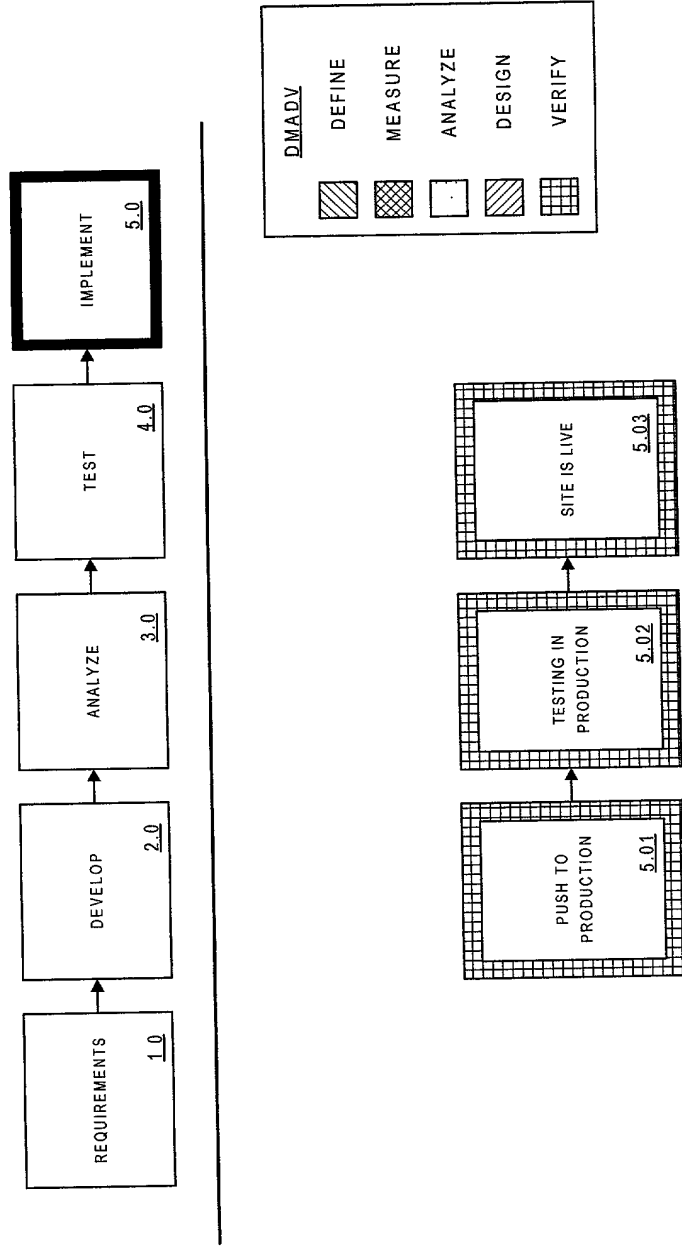 REQUIREMENTS
1.0
DEVELOP
2.0
ANALYZE
3.0
TEST
4.0
IMPLEMENT
5.0
PUSH TO
PRODUCTION
5.01
TESTING IN
PRODUCTION
5.02
SITE IS LIVE
5.03
DMADV
DEFINE
MEASURE
ANALYZE
DESIGN
VERIFY